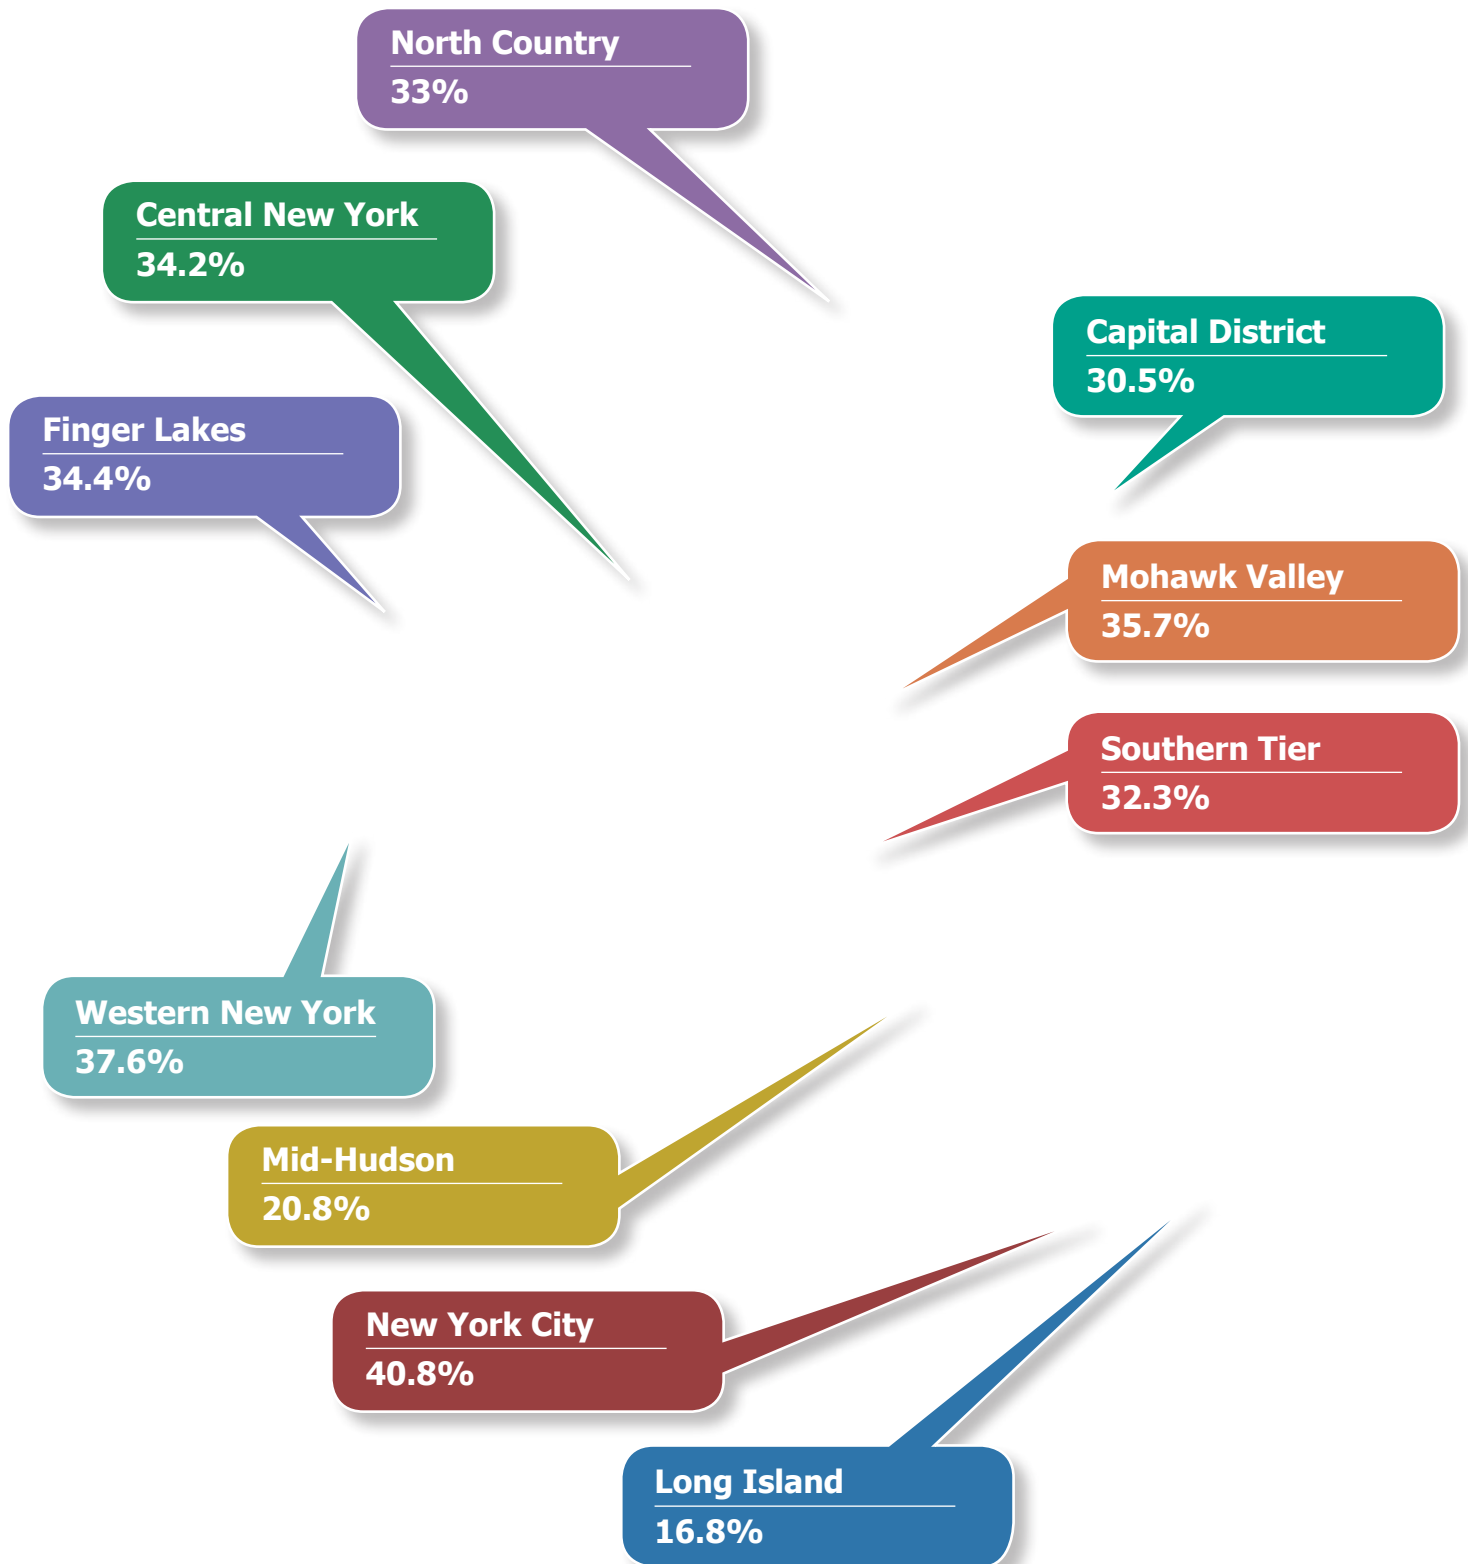 North Country
33%
Central New York
34.2%
Capital District
30.5%
Finger Lakes
34.4%
Mohawk Valley
35.7%
Southern Tier
32.3%
Western New York
37.6%
Mid-Hudson
20.8%
New York City
40.8%
Long Island
16.8%